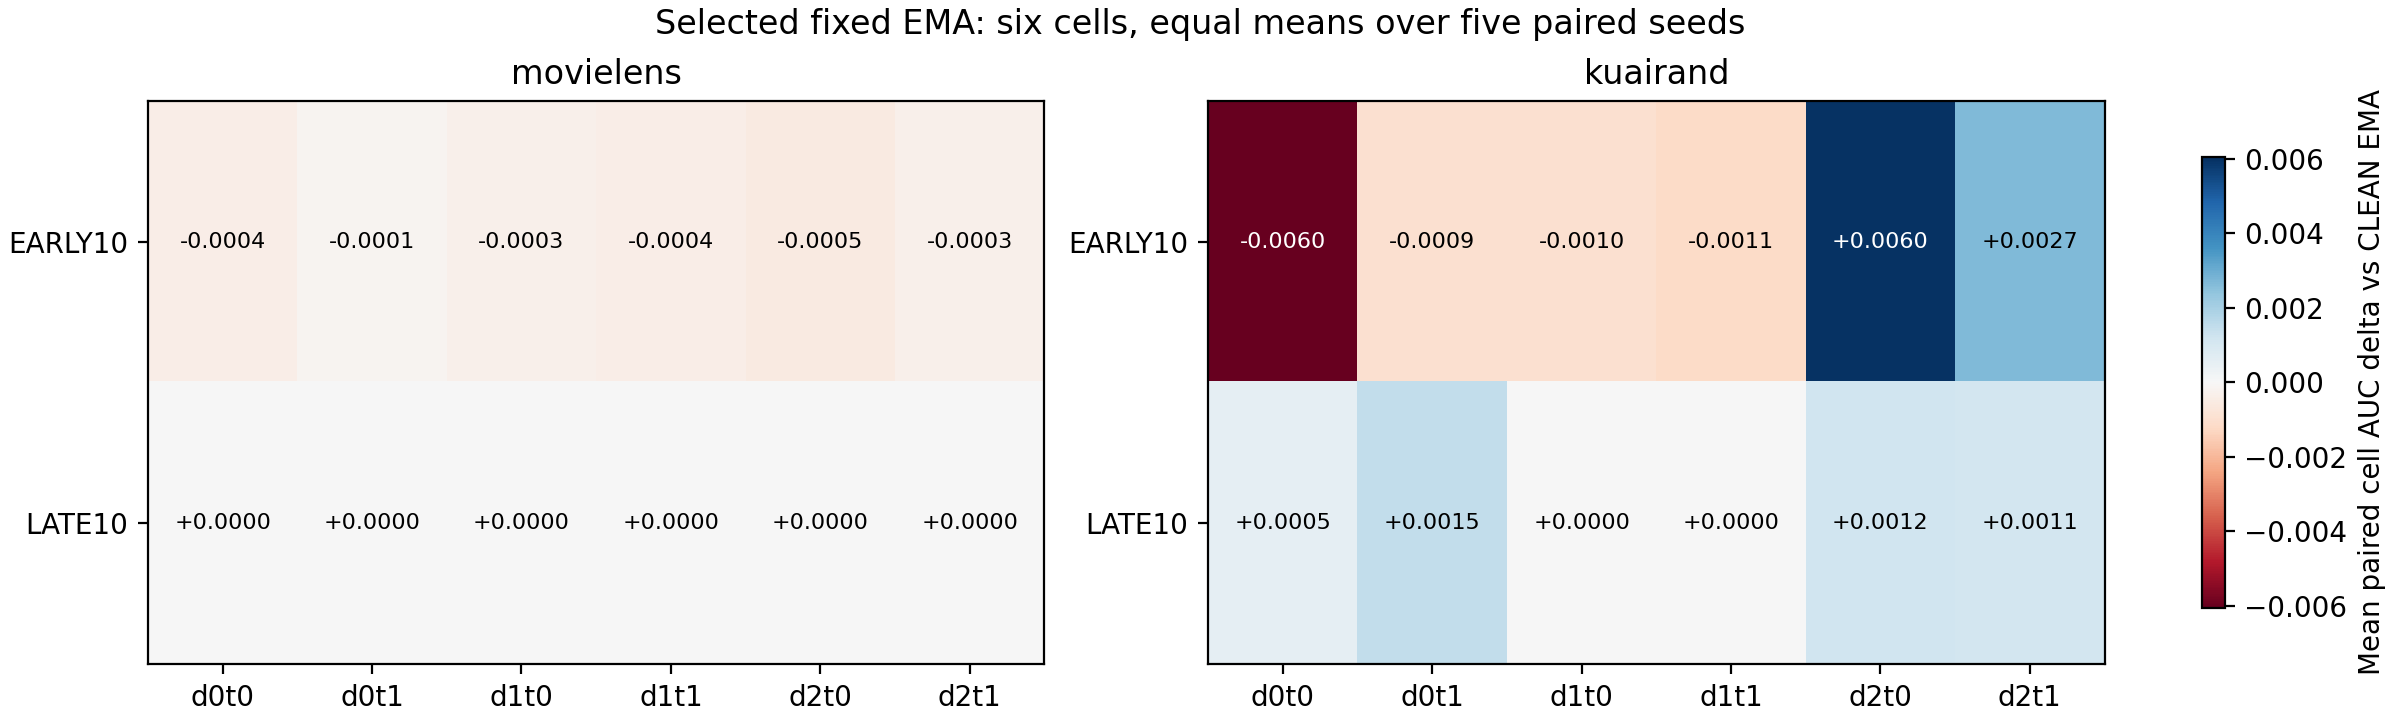 Selected fixed EMA: six cells, equal means over five paired seeds
movielens
EARLY10
-0.0004 -0.0001 -0.0003 -0.0004 -0.0005 -0.0003
LATE10
+0.0000 +0.0000 +0.0000 +0.0000 +0.0000 +0.0000
d0t0 d0t1 d1t0 d1t1 d2t0 d2t1
kuairand
EARLY10
-0.0060 -0.0009 -0.0010 -0.0011 +0.0060 +0.0027
LATE10
+0.0005 +0.0015 +0.0000 +0.0000 +0.0012 +0.0011
d0t0 d0t1 d1t0 d1t1 d2t0 d2t1
0.006
0.004
0.002
0.000
−0.002
−0.004
−0.006
Mean paired cell AUC delta vs CLEAN EMA